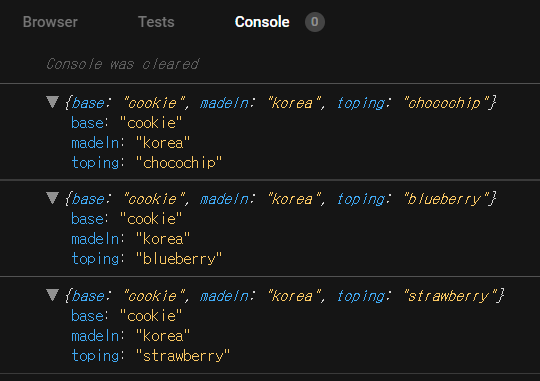 Browser Tests Console 0
Console was cleared
▼ {base: "cookie", madeIn: "korea", toping: "chocochip"}
base: "cookie"
madeIn: "korea"
toping: "chocochip"
▼ {base: "cookie", madeIn: "korea", toping: "blueberry"}
base: "cookie"
madeIn: "korea"
toping: "blueberry"
▼ {base: "cookie", madeIn: "korea", toping: "strawberry"}
base: "cookie"
madeIn: "korea"
toping: "strawberry"